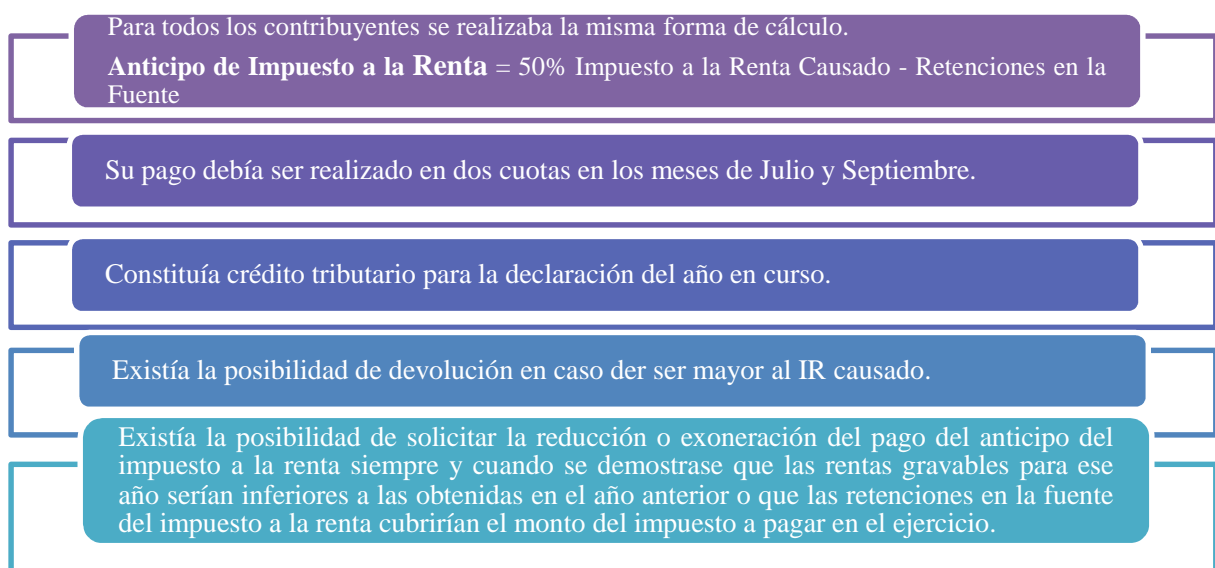 Para todos los contribuyentes se realizaba la misma forma de cálculo.
Anticipo de Impuesto a la Renta = 50% Impuesto a la Renta Causado - Retenciones en la
Fuente
Su pago debía ser realizado en dos cuotas en los meses de Julio y Septiembre.
Constituía crédito tributario para la declaración del año en curso.
Existía la posibilidad de devolución en caso der ser mayor al IR causado.
Existía la posibilidad de solicitar la reducción o exoneración del pago del anticipo del
impuesto a la renta siempre y cuando se demostrase que las rentas gravables para ese
año serían inferiores a las obtenidas en el año anterior o que las retenciones en la fuente
del impuesto a la renta cubrirían el monto del impuesto a pagar en el ejercicio.